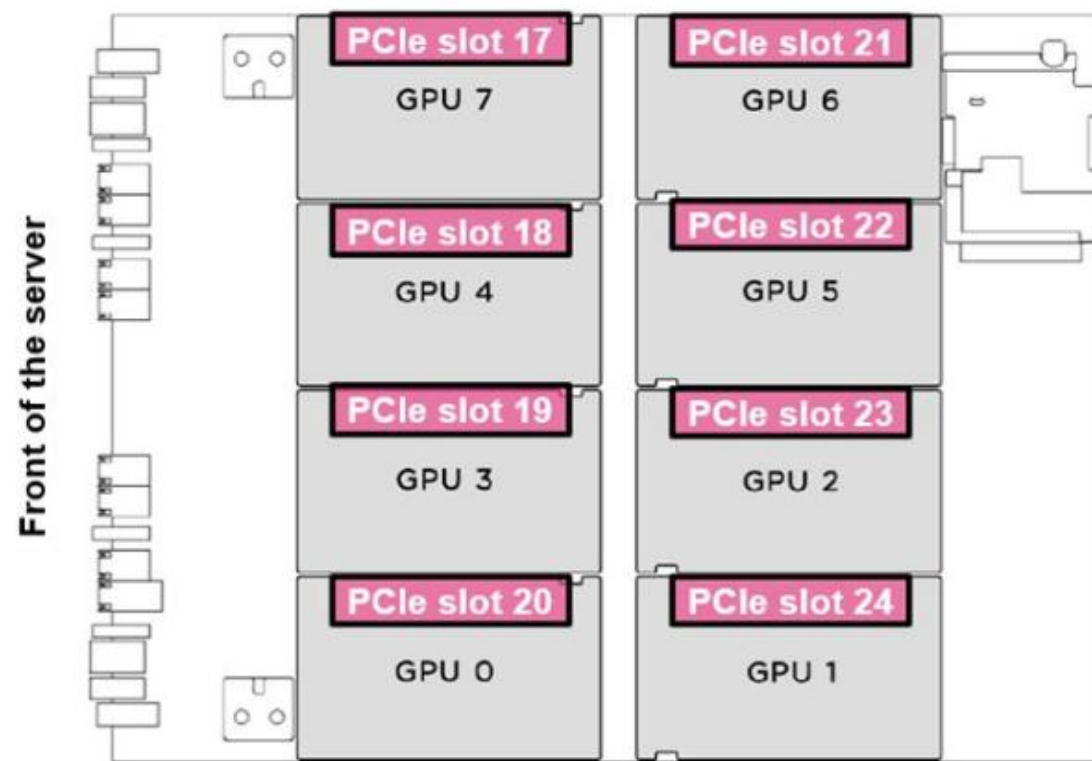 Front of the server
PCIe slot 17
GPU 7
PCIe slot 21
GPU 6
PCIe slot 18
GPU 4
PCIe slot 22
GPU 5
PCIe slot 19
GPU 3
PCIe slot 23
GPU 2
PCIe slot 20
GPU 0
PCIe slot 24
GPU 1